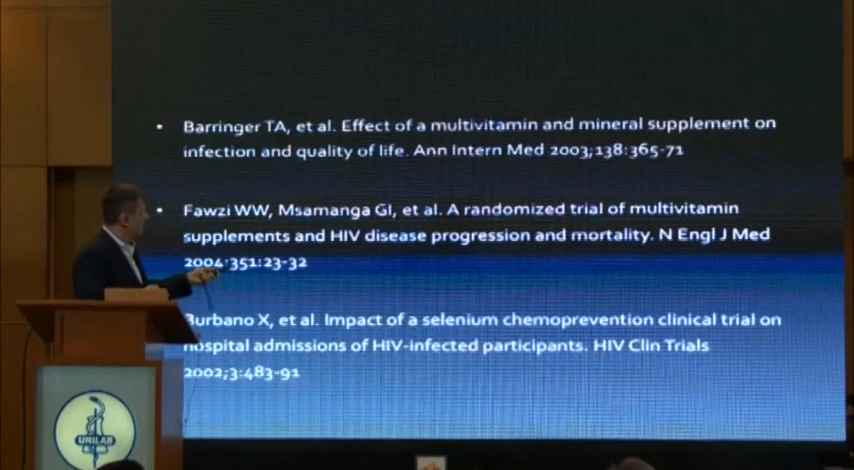 • Barringer TA, et al. Effect of a multivitamin and mineral supplement on
infection and quality of life. Ann Intern Med 2003;138:365-71
• Fawzi WW, Msamanga GI, et al. A randomized trial of multivitamin
supplements and HIV disease progression and mortality. N Engl J Med
2004;351:23-32
Burbano X, et al. Impact of a selenium chemoprevention clinical trial on
hospital admissions of HIV-infected participants. HIV Clin Trials
2002;3:483-91
UNILAB